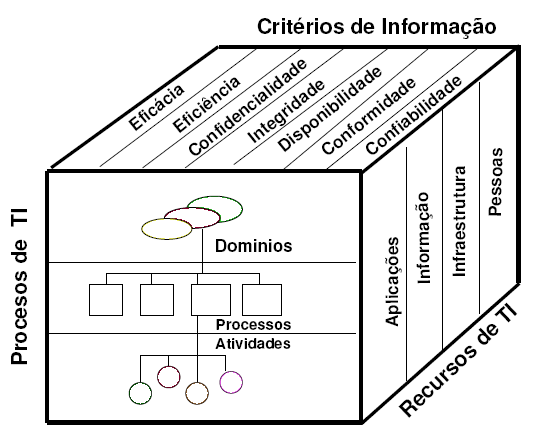 Critérios de Informação
Eficácia
Eficiência
Confidencialidade
Integridade
Disponibilidade
Conformidade
Confiabilidade
Procesos de TI
Dominios
Processos
Atividades
Aplicações
Informação
Infraestrutura
Pessoas
Recursos de TI